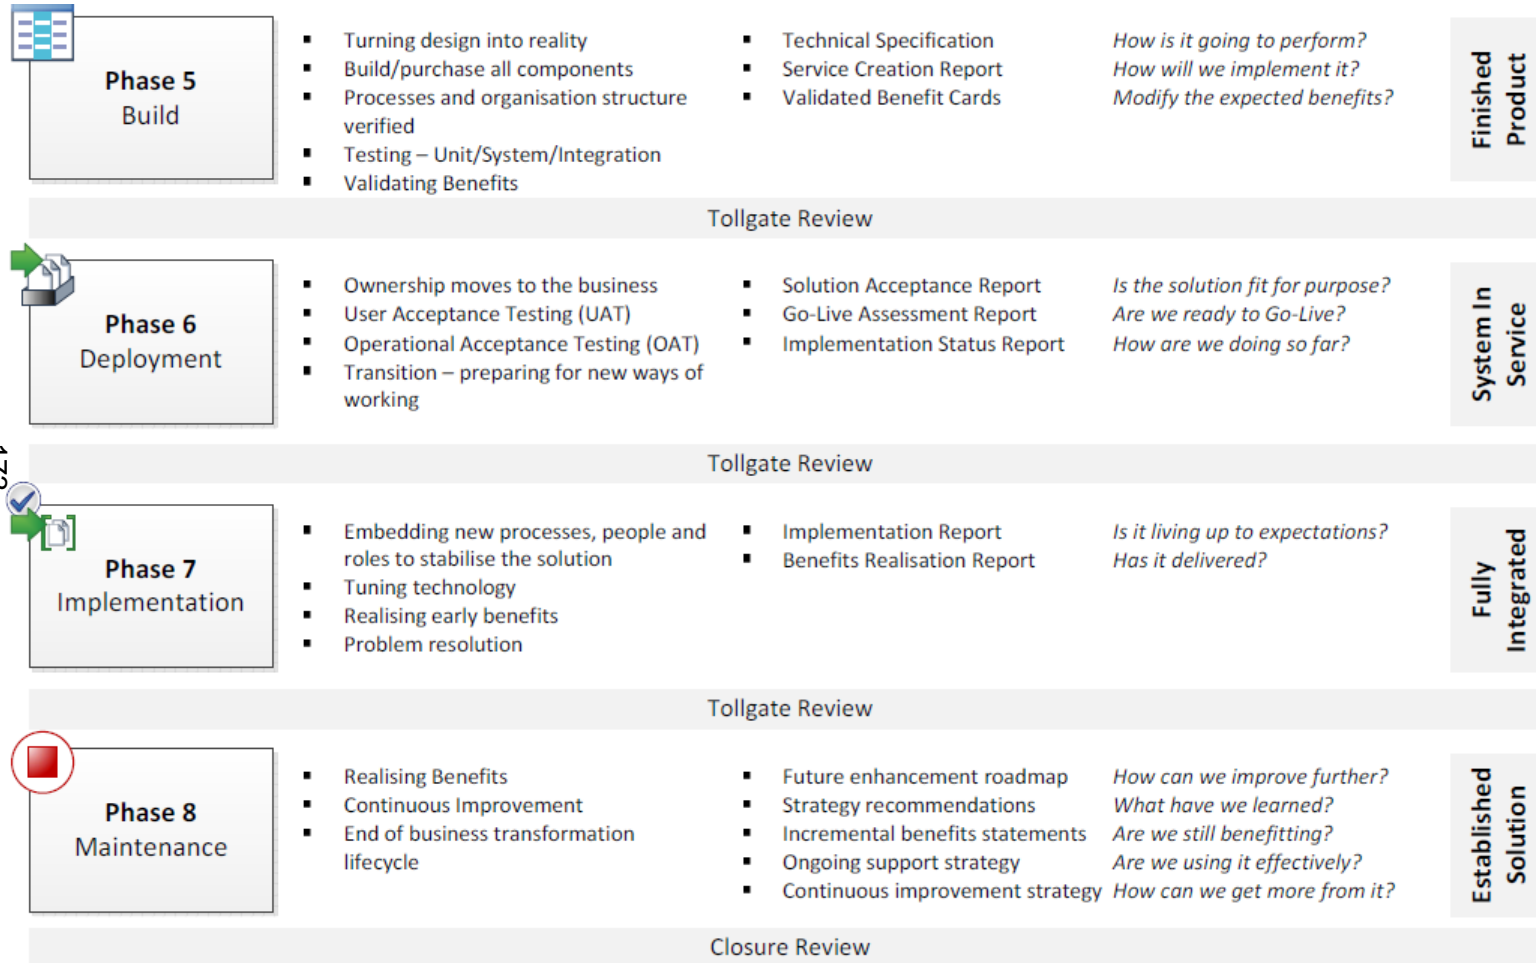 Phase 5
Build
▪ Turning design into reality
▪ Build/purchase all components
▪ Processes and organisation structure
verified
▪ Testing – Unit/System/Integration
▪ Validating Benefits
▪ Technical Specification
▪ Service Creation Report
▪ Validated Benefit Cards
How is it going to perform?
How will we implement it?
Modify the expected benefits?
Finished
Product
Tollgate Review
Phase 6
Deployment
▪ Ownership moves to the business
▪ User Acceptance Testing (UAT)
▪ Operational Acceptance Testing (OAT)
▪ Transition – preparing for new ways of
working
▪ Solution Acceptance Report
▪ Go-Live Assessment Report
▪ Implementation Status Report
Is the solution fit for purpose?
Are we ready to Go-Live?
How are we doing so far?
System In
Service
Tollgate Review
Phase 7
Implementation
▪ Embedding new processes, people and
roles to stabilise the solution
▪ Tuning technology
▪ Realising early benefits
▪ Problem resolution
▪ Implementation Report
▪ Benefits Realisation Report
Is it living up to expectations?
Has it delivered?
Fully
Integrated
Tollgate Review
Phase 8
Maintenance
▪ Realising Benefits
▪ Continuous Improvement
▪ End of business transformation
lifecycle
▪ Future enhancement roadmap
▪ Strategy recommendations
▪ Incremental benefits statements
▪ Ongoing support strategy
▪ Continuous improvement strategy
How can we improve further?
What have we learned?
Are we still benefitting?
Are we using it effectively?
How can we get more from it?
Established
Solution
Closure Review